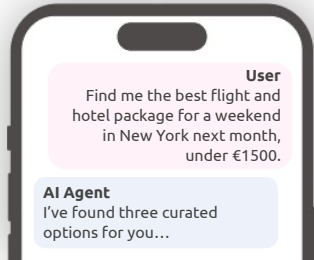 User
Find me the best flight and
hotel package for a weekend
in New York next month,
under €1500.
AI Agent
I’ve found three curated
options for you…